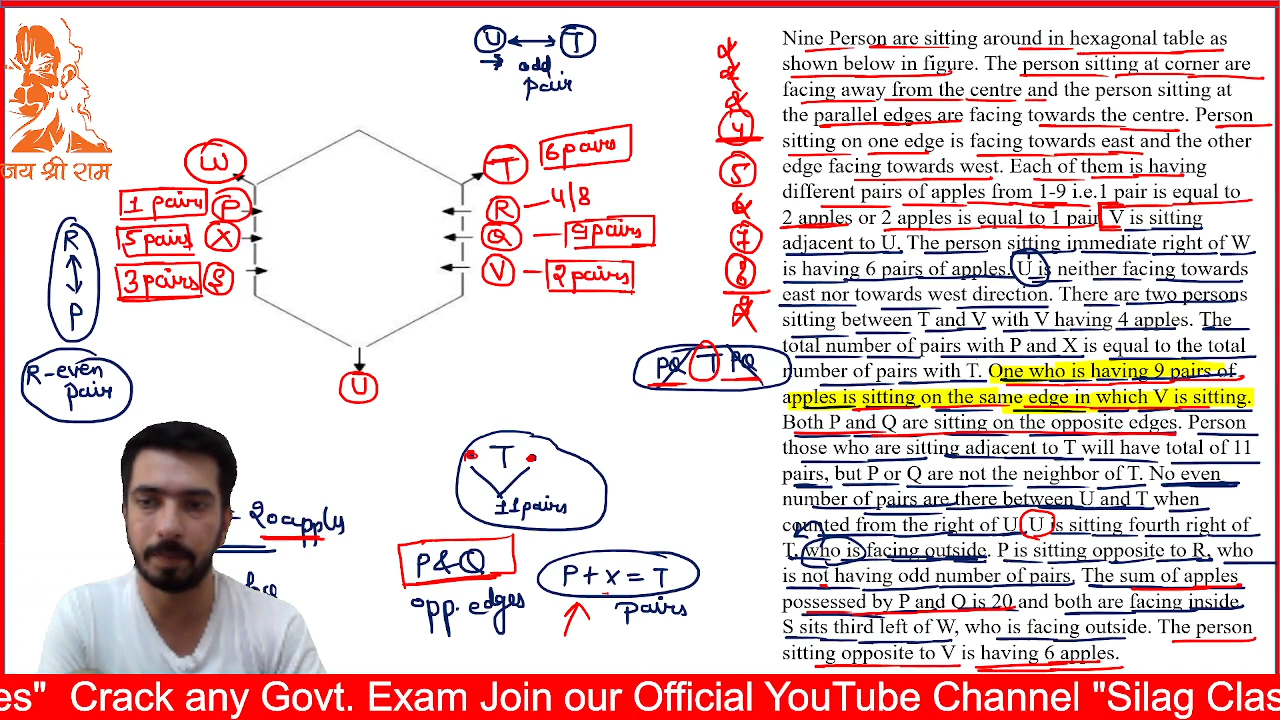 जय श्री राम
U ↔ T
odd
pair
W
T
6 pairs
1 pairs
P
R - 4/8
5 pairs
X
Q - 9 pairs
3 pairs
S
V - 2 pairs
U
R
P
R-even
pair
4
5
7
8
PQ T PQ
T
11 pairs
P & Q
opp. edges
P + x = T
pairs
- 20 apply
Nine Person are sitting around in hexagonal table as
shown below in figure. The person sitting at corner are
facing away from the centre and the person sitting at
the parallel edges are facing towards the centre. Person
sitting on one edge is facing towards east and the other
edge facing towards west. Each of them is having
different pairs of apples from 1-9 i.e.1 pair is equal to
2 apples or 2 apples is equal to 1 pair. V is sitting
adjacent to U. The person sitting immediate right of W
is having 6 pairs of apples. U is neither facing towards
east nor towards west direction. There are two persons
sitting between T and V with V having 4 apples. The
total number of pairs with P and X is equal to the total
number of pairs with T. One who is having 9 pairs of
apples is sitting on the same edge in which V is sitting.
Both P and Q are sitting on the opposite edges. Person
those who are sitting adjacent to T will have total of 11
pairs, but P or Q are not the neighbor of T. No even
number of pairs are there between U and T when
counted from the right of U. U is sitting fourth right of
T, who is facing outside. P is sitting opposite to R, who
is not having odd number of pairs. The sum of apples
possessed by P and Q is 20 and both are facing inside.
S sits third left of W, who is facing outside. The person
sitting opposite to V is having 6 apples.
es" Crack any Govt. Exam Join our Official YouTube Channel "Silag Clas